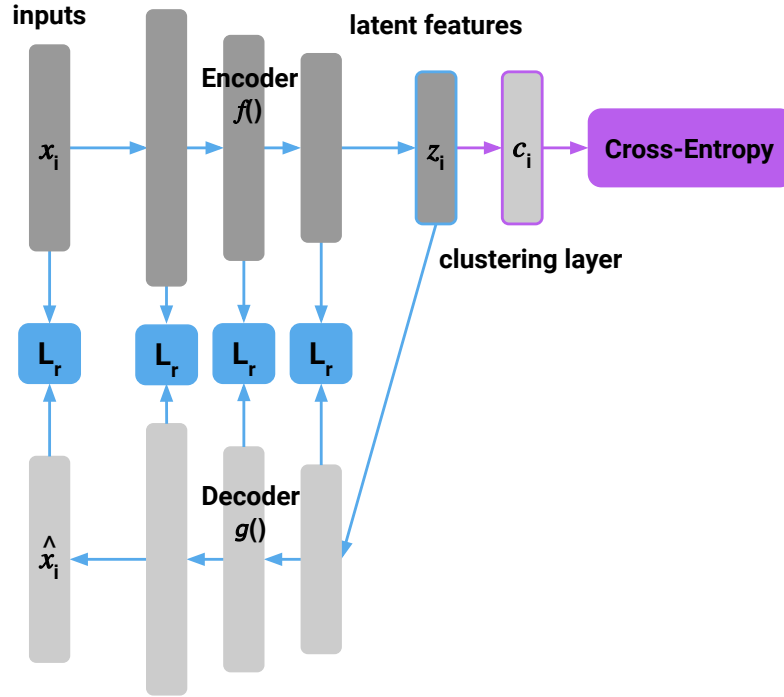 inputs
latent features
Encoder
f()
x_i
z_i
c_i
Cross-Entropy
clustering layer
L_r
L_r
L_r
L_r
Decoder
g()
x̂_i